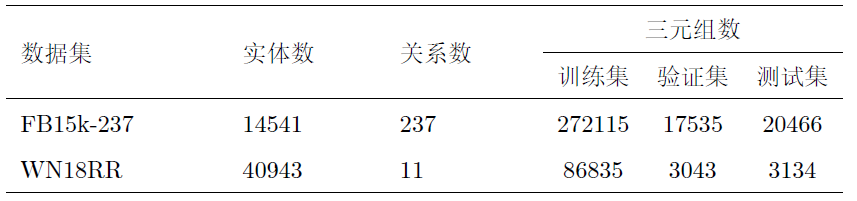 三元组数
数据集 实体数 关系数
训练集 验证集 测试集
FB15k-237 14541 237 272115 17535 20466
WN18RR 40943 11 86835 3043 3134